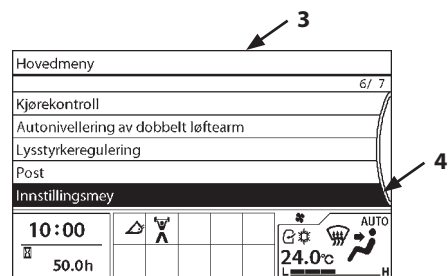 3
Hovedmeny
6/ 7
Kjørekontroll
Autonivellering av dobbelt løftearm
Lysstyrkeregulering
Post
Innstillingsmey
4
10:00
50.0h
AUTO
24.0℃
L H